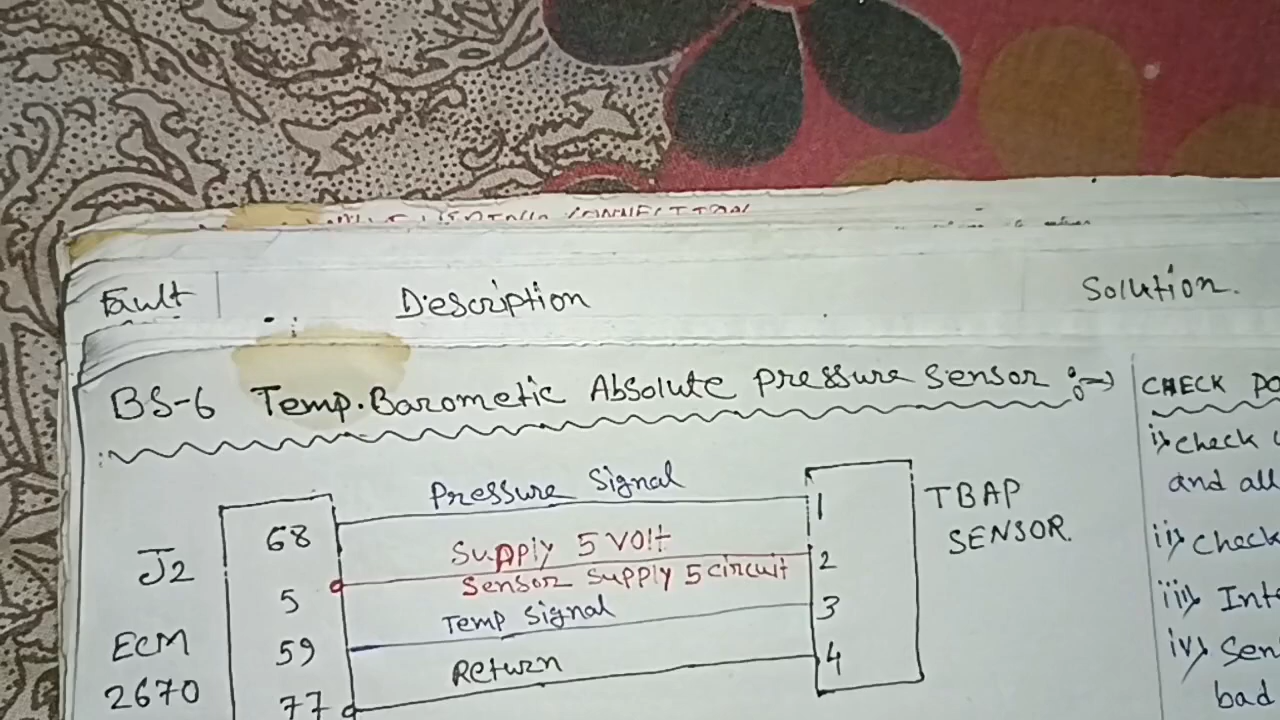 CONNECTION
Fault Description Solution.
BS-6 Temp. Barometic Absolute Pressure Sensor
CHECK
i) check
and all
ii) check
iii)
iv)
bad
Pressure Signal
Supply 5 Volt
Sensor Supply 5 circuit
Temp Signal
Return
J2
ECM
2670
68
5
59
77
1
2
3
4
TBAP
SENSOR.